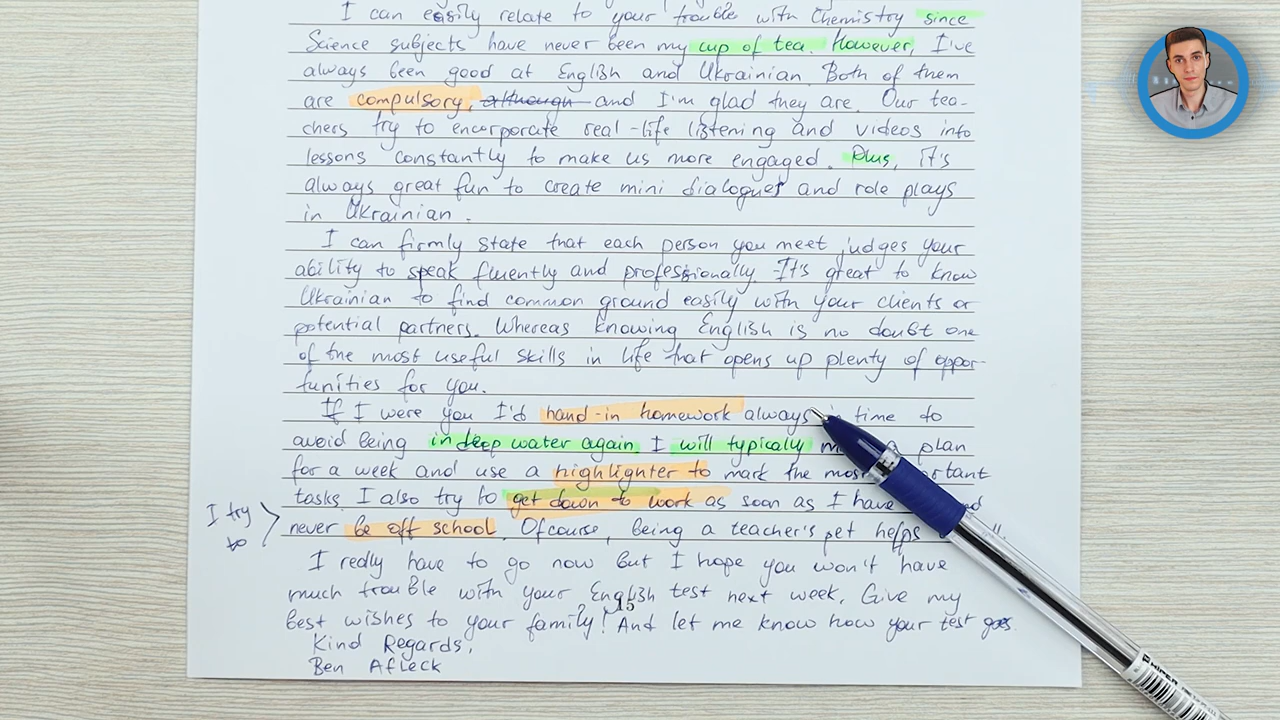 I can easily relate to your trouble with Chemistry since
Science subjects have never been my cup of tea. However, I've
always been good at English and Ukrainian. Both of them
are compulsory, although and I'm glad they are. Our tea-
chers try to encorporate real-life listening and videos into
lessons constantly to make us more engaged. Plus, it's
always great fun to create mini dialogues and role plays
in Ukrainian.
I can firmly state that each person you meet judges your
ability to speak fluently and professionally. It's great to know
Ukrainian to find common ground easily with your clients or
potential partners. Whereas knowing English is no doubt one
of the most useful skills in life that opens up plenty of oppor-
tunities for you.
If I were you I'd hand-in homework always time to
avoid being in deep water again. I will typically a plan
for a week and use a highlighter to mark the most
tasks. I also try to get down to work as soon as I have
I try
to
never be off school. Ofcourse, being a teacher's pet helps
I really have to go now but I hope you won't have
much trouble with your English test next week. Give my
best wishes to your family! And let me know how your test goes.
15
Kind Regards,
Ben Afleck